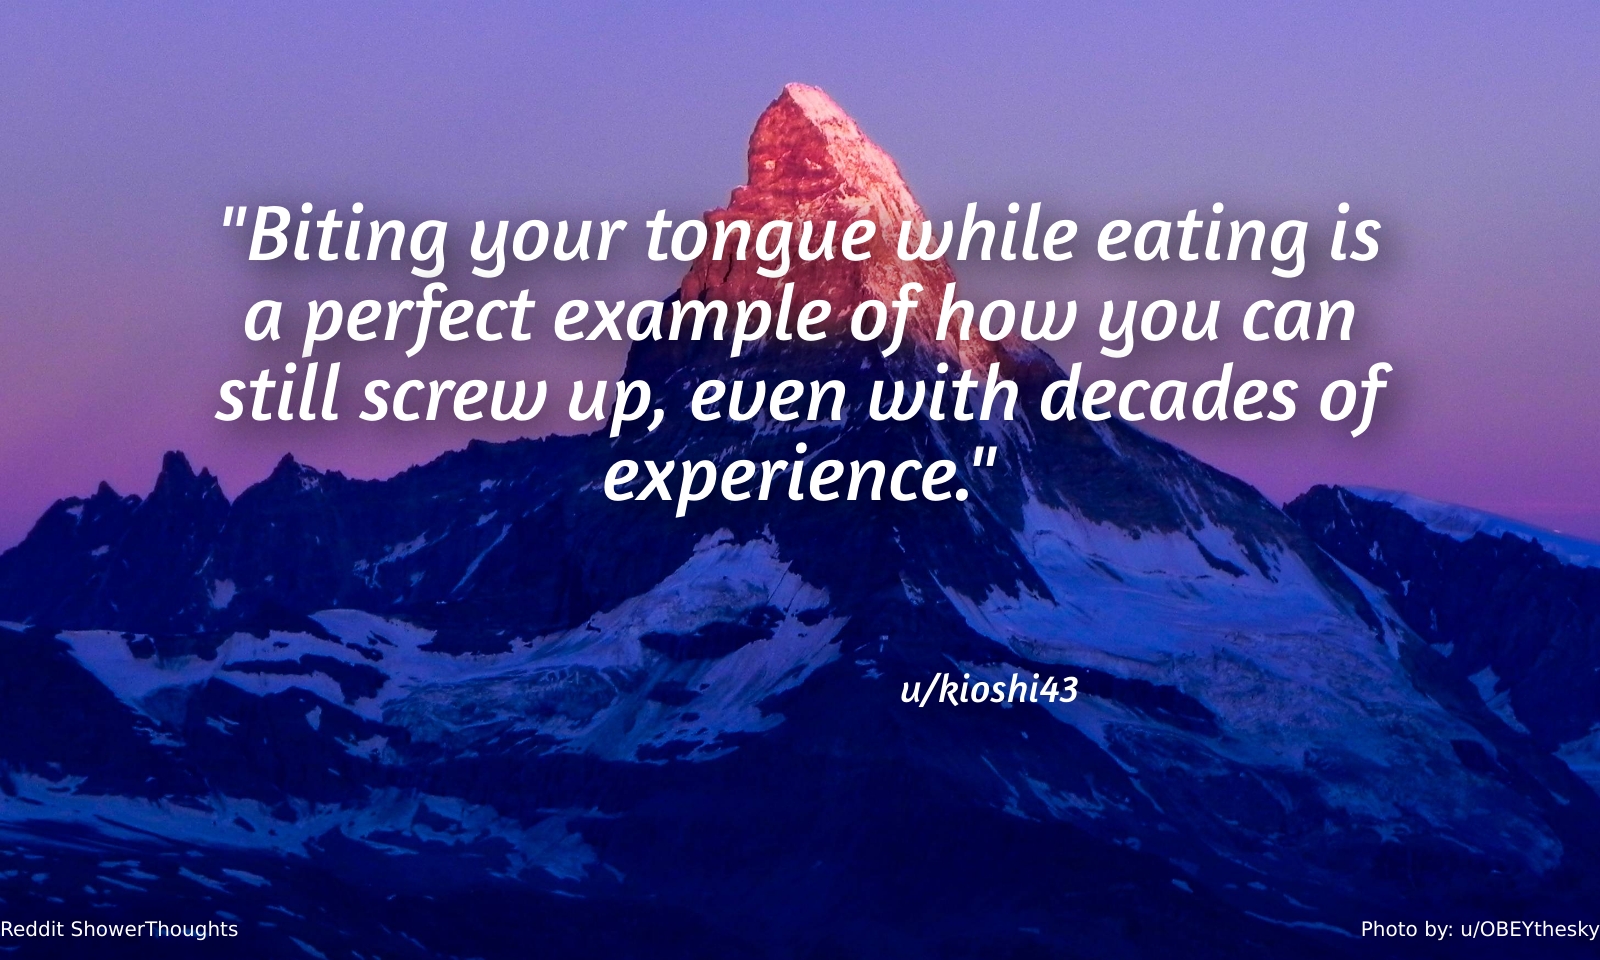 "Biting your tongue while eating is
a perfect example of how you can
still screw up, even with decades of
experience."
u/kioshi43
Reddit ShowerThoughts
Photo by: u/OBEYthesky